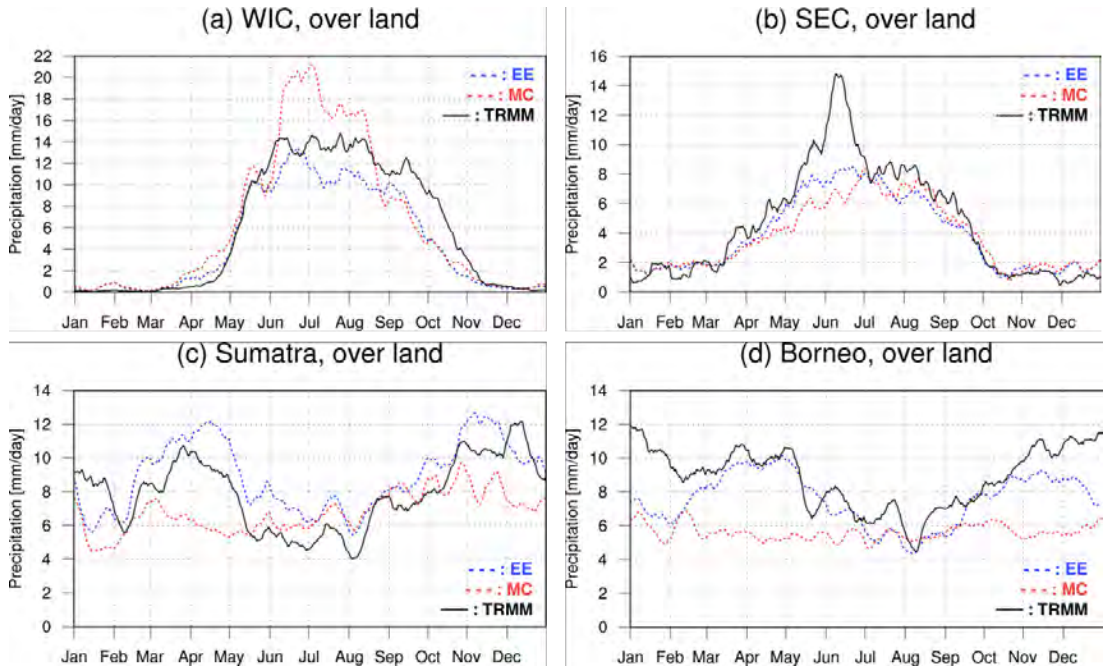 (a) WIC, over land
Precipitation [mm/day]
22
20
18
16
14
12
10
8
6
4
2
0
: EE
: MC
: TRMM
Jan Feb Mar Apr May Jun Jul Aug Sep Oct Nov Dec
(b) SEC, over land
Precipitation [mm/day]
16
14
12
10
8
6
4
2
0
: EE
: MC
: TRMM
Jan Feb Mar Apr May Jun Jul Aug Sep Oct Nov Dec
(c) Sumatra, over land
Precipitation [mm/day]
14
12
10
8
6
4
2
0
: EE
: MC
: TRMM
Jan Feb Mar Apr May Jun Jul Aug Sep Oct Nov Dec
(d) Borneo, over land
Precipitation [mm/day]
14
12
10
8
6
4
2
0
: EE
: MC
: TRMM
Jan Feb Mar Apr May Jun Jul Aug Sep Oct Nov Dec